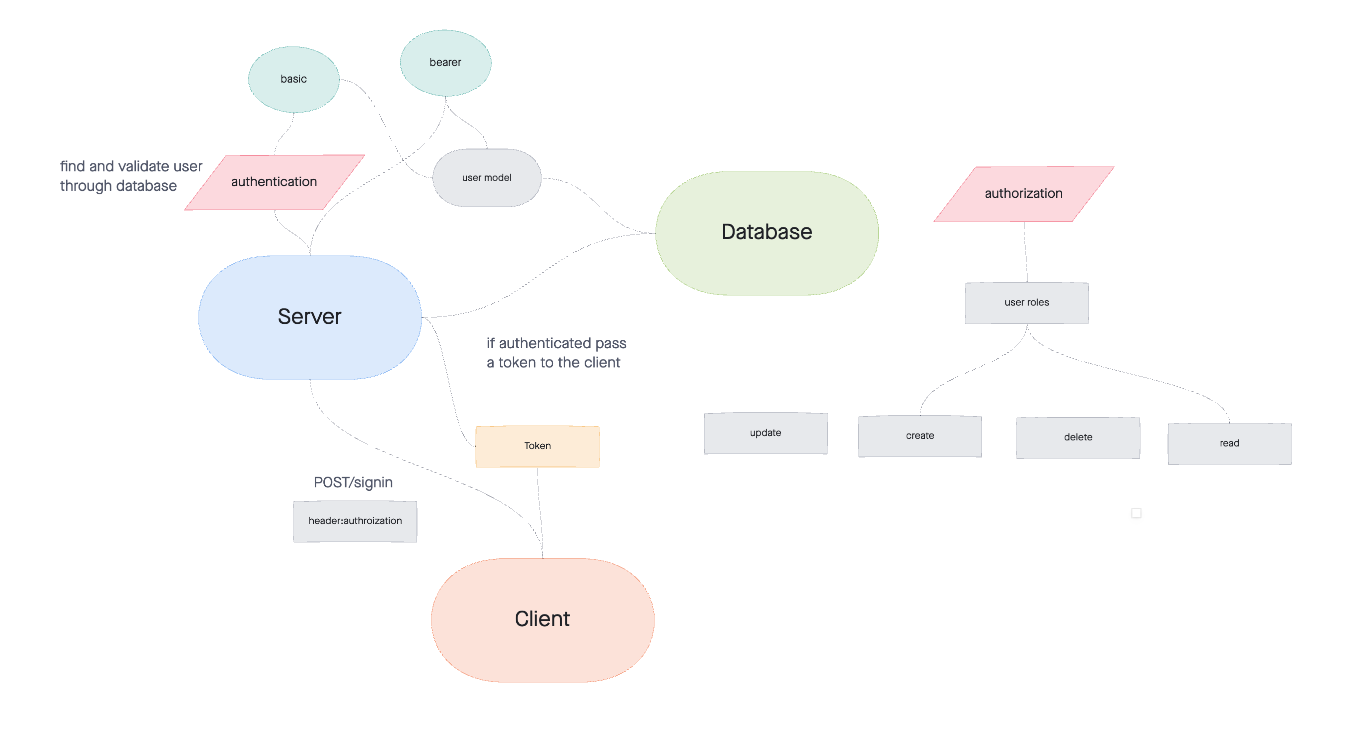 basic
bearer
find and validate user
through database
authentication
user model
Database
authorization
Server
user roles
if authenticated pass
a token to the client
update
create
delete
read
Token
POST/signin
header:authroization
Client